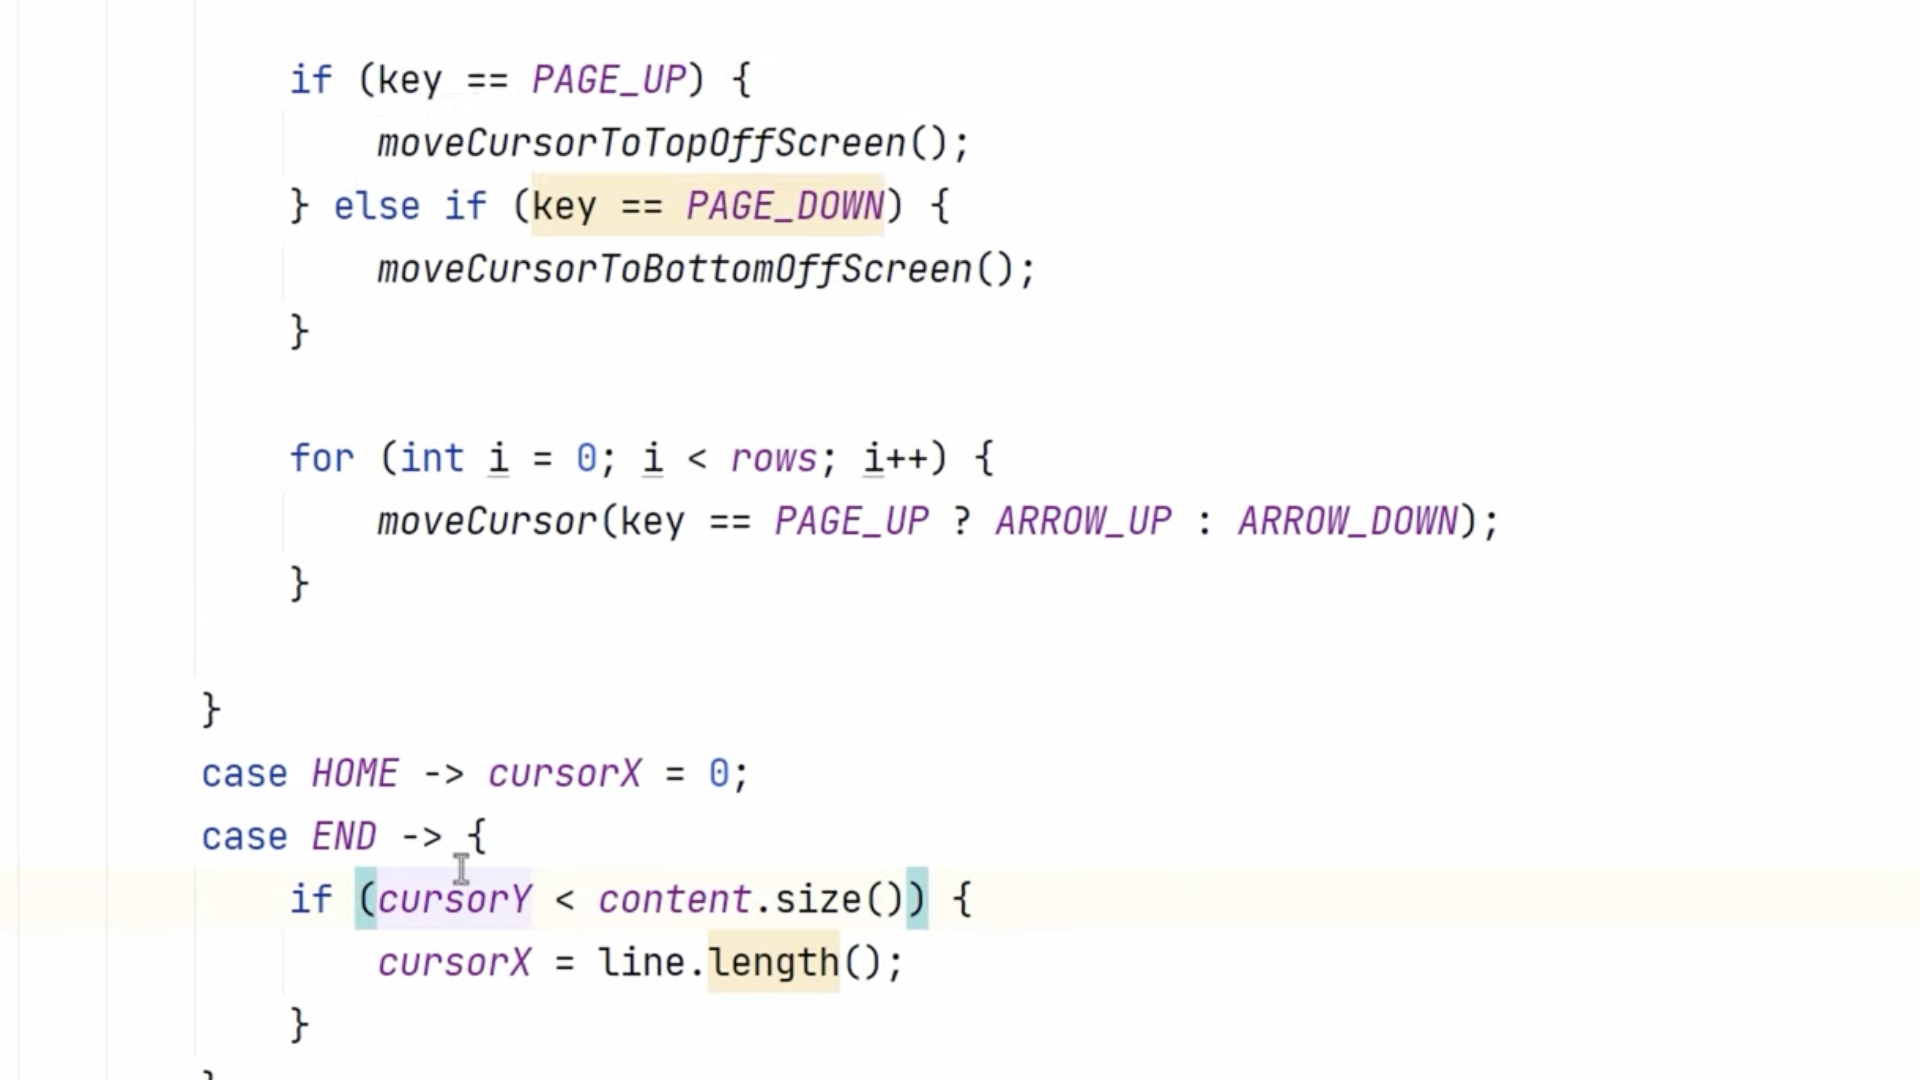 if (key == PAGE_UP) {
moveCursorToTopOffScreen();
} else if (key == PAGE_DOWN) {
moveCursorToBottomOffScreen();
}
for (int i = 0; i < rows; i++) {
moveCursor(key == PAGE_UP ? ARROW_UP : ARROW_DOWN);
}
}
case HOME -> cursorX = 0;
case END -> {
if (cursorY < content.size()) {
cursorX = line.length();
}
}